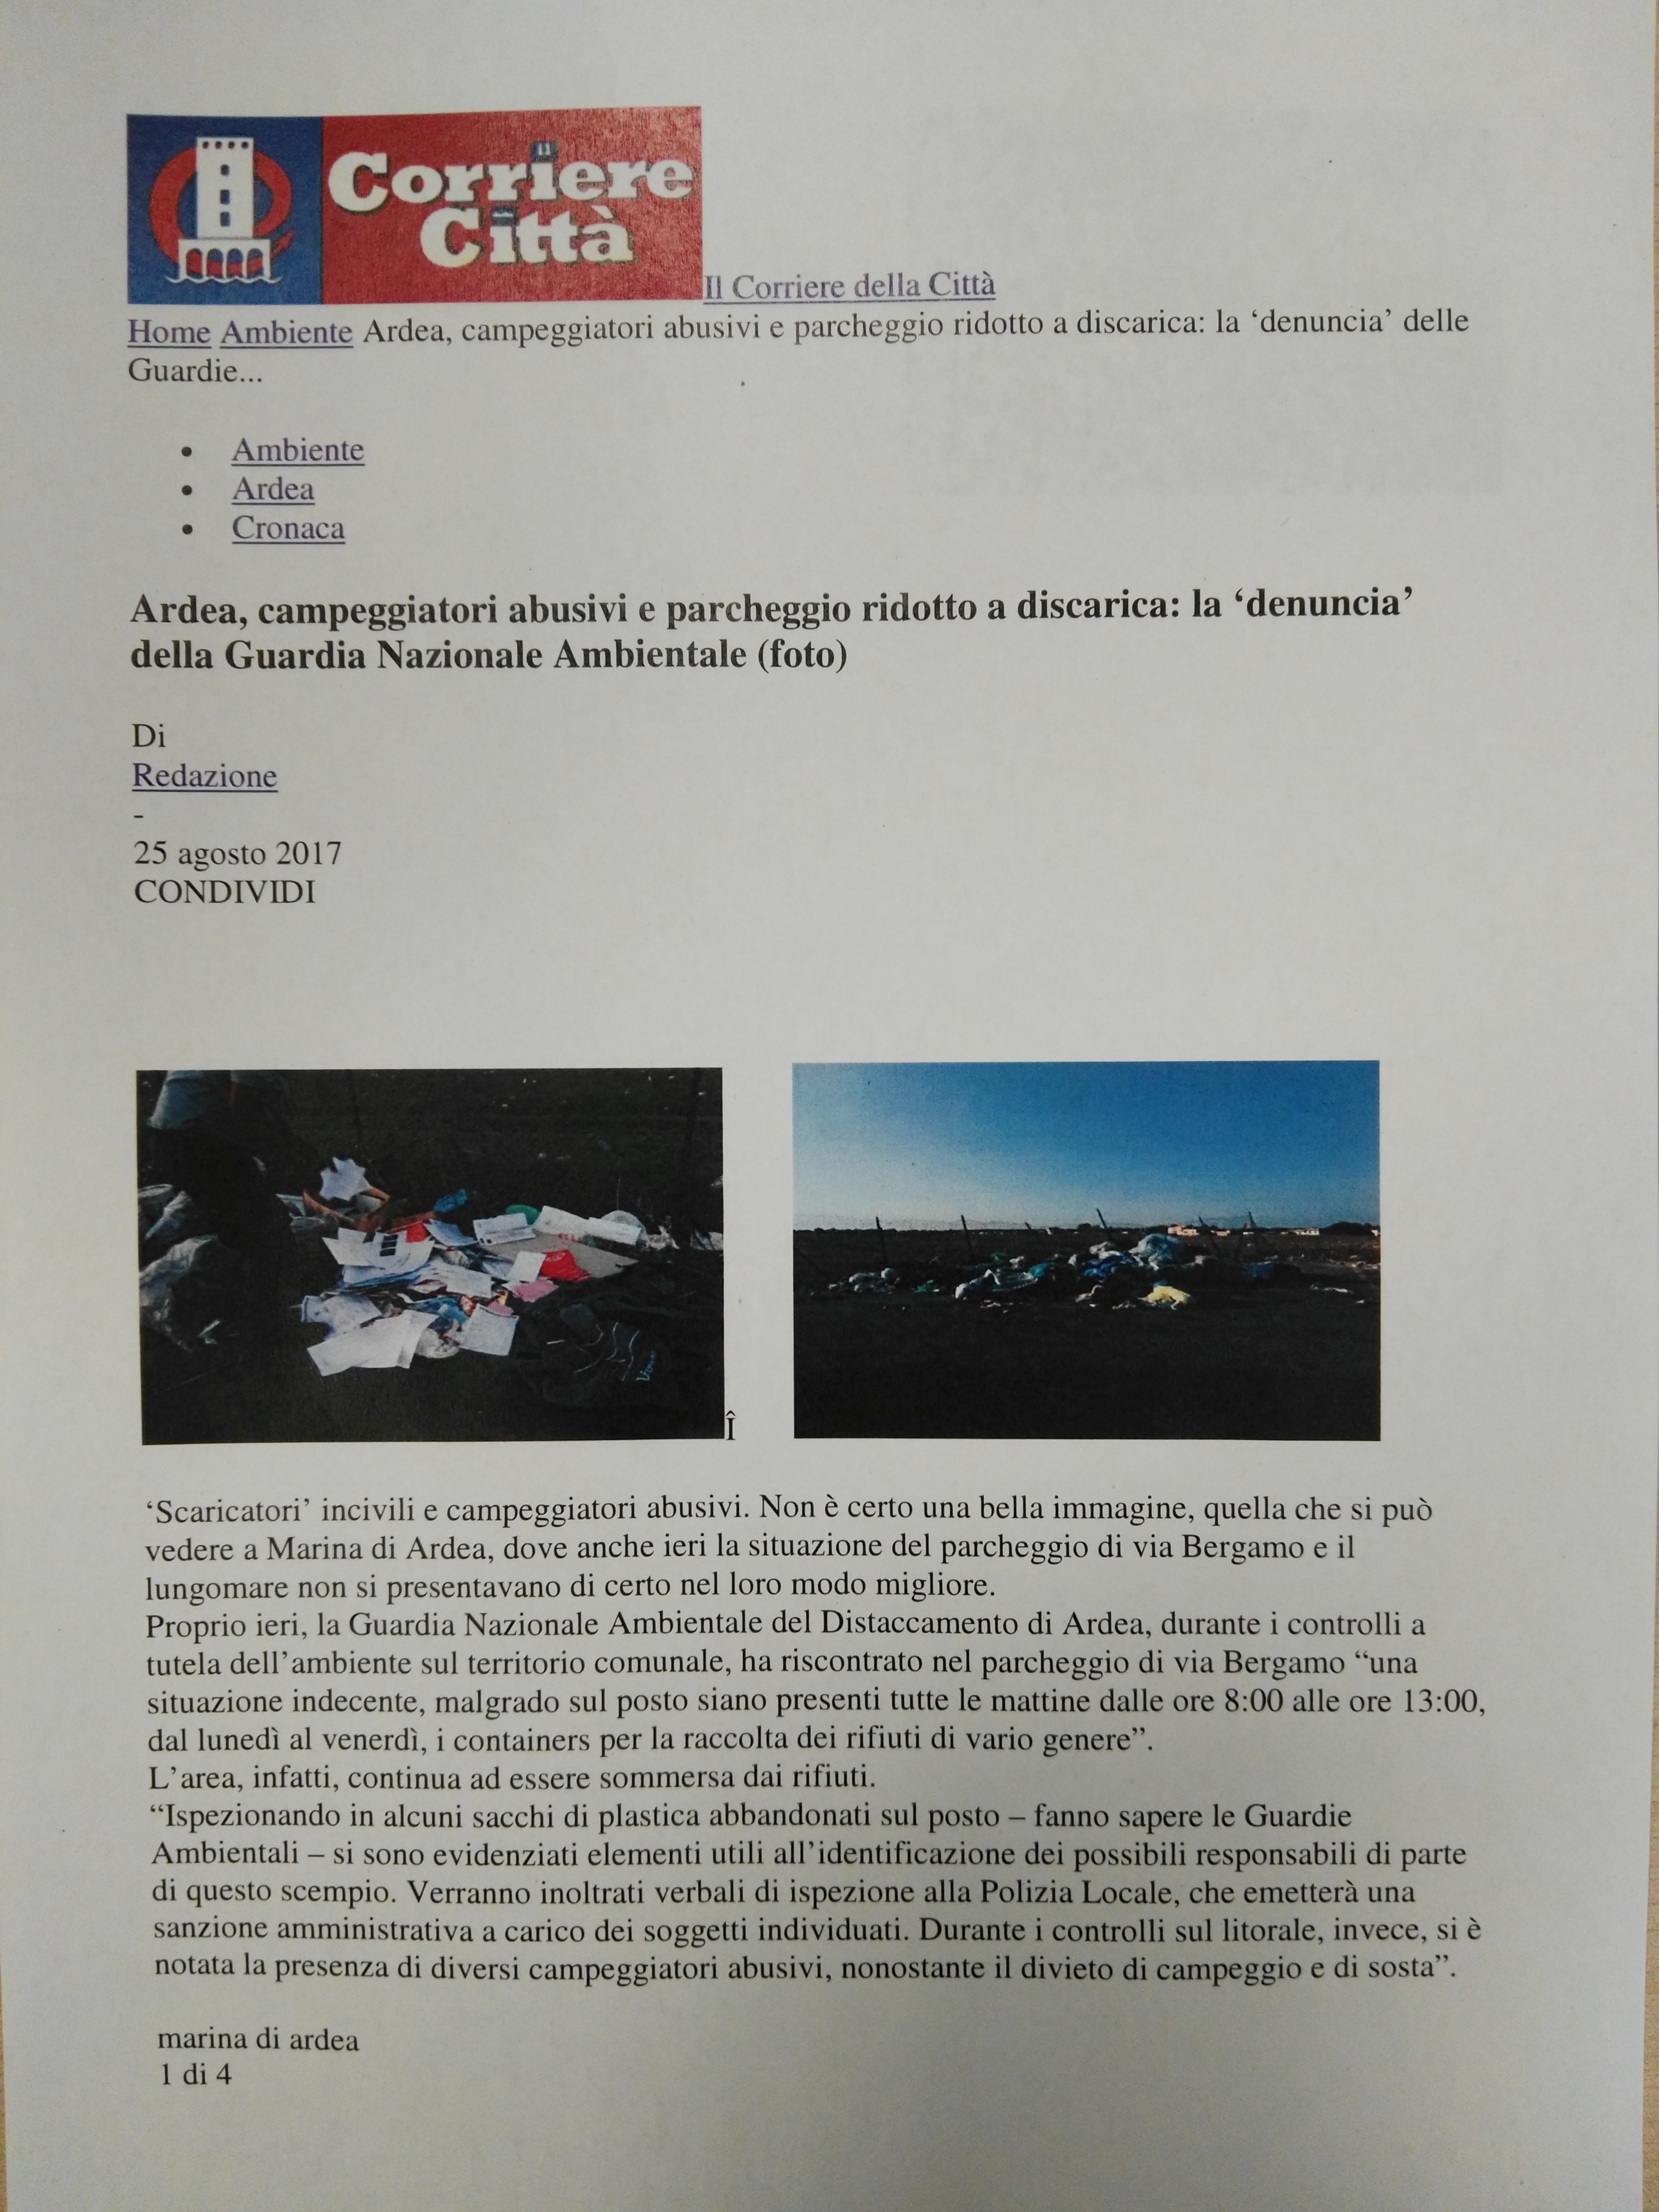 Corriere
Città
Il Corriere della Città
Home Ambiente Ardea, campeggiatori abusivi e parcheggio ridotto a discarica: la ‘denuncia’ delle
Guardie...
• Ambiente
• Ardea
• Cronaca
Ardea, campeggiatori abusivi e parcheggio ridotto a discarica: la ‘denuncia’
della Guardia Nazionale Ambientale (foto)
Di
Redazione
-
25 agosto 2017
CONDIVIDI
Î
‘Scaricatori’ incivili e campeggiatori abusivi. Non è certo una bella immagine, quella che si può
vedere a Marina di Ardea, dove anche ieri la situazione del parcheggio di via Bergamo e il
lungomare non si presentavano di certo nel loro modo migliore.
Proprio ieri, la Guardia Nazionale Ambientale del Distaccamento di Ardea, durante i controlli a
tutela dell’ambiente sul territorio comunale, ha riscontrato nel parcheggio di via Bergamo “una
situazione indecente, malgrado sul posto siano presenti tutte le mattine dalle ore 8:00 alle ore 13:00,
dal lunedì al venerdì, i containers per la raccolta dei rifiuti di vario genere”.
L’area, infatti, continua ad essere sommersa dai rifiuti.
“Ispezionando in alcuni sacchi di plastica abbandonati sul posto – fanno sapere le Guardie
Ambientali – si sono evidenziati elementi utili all’identificazione dei possibili responsabili di parte
di questo scempio. Verranno inoltrati verbali di ispezione alla Polizia Locale, che emetterà una
sanzione amministrativa a carico dei soggetti individuati. Durante i controlli sul litorale, invece, si è
notata la presenza di diversi campeggiatori abusivi, nonostante il divieto di campeggio e di sosta”.
marina di ardea
1 di 4